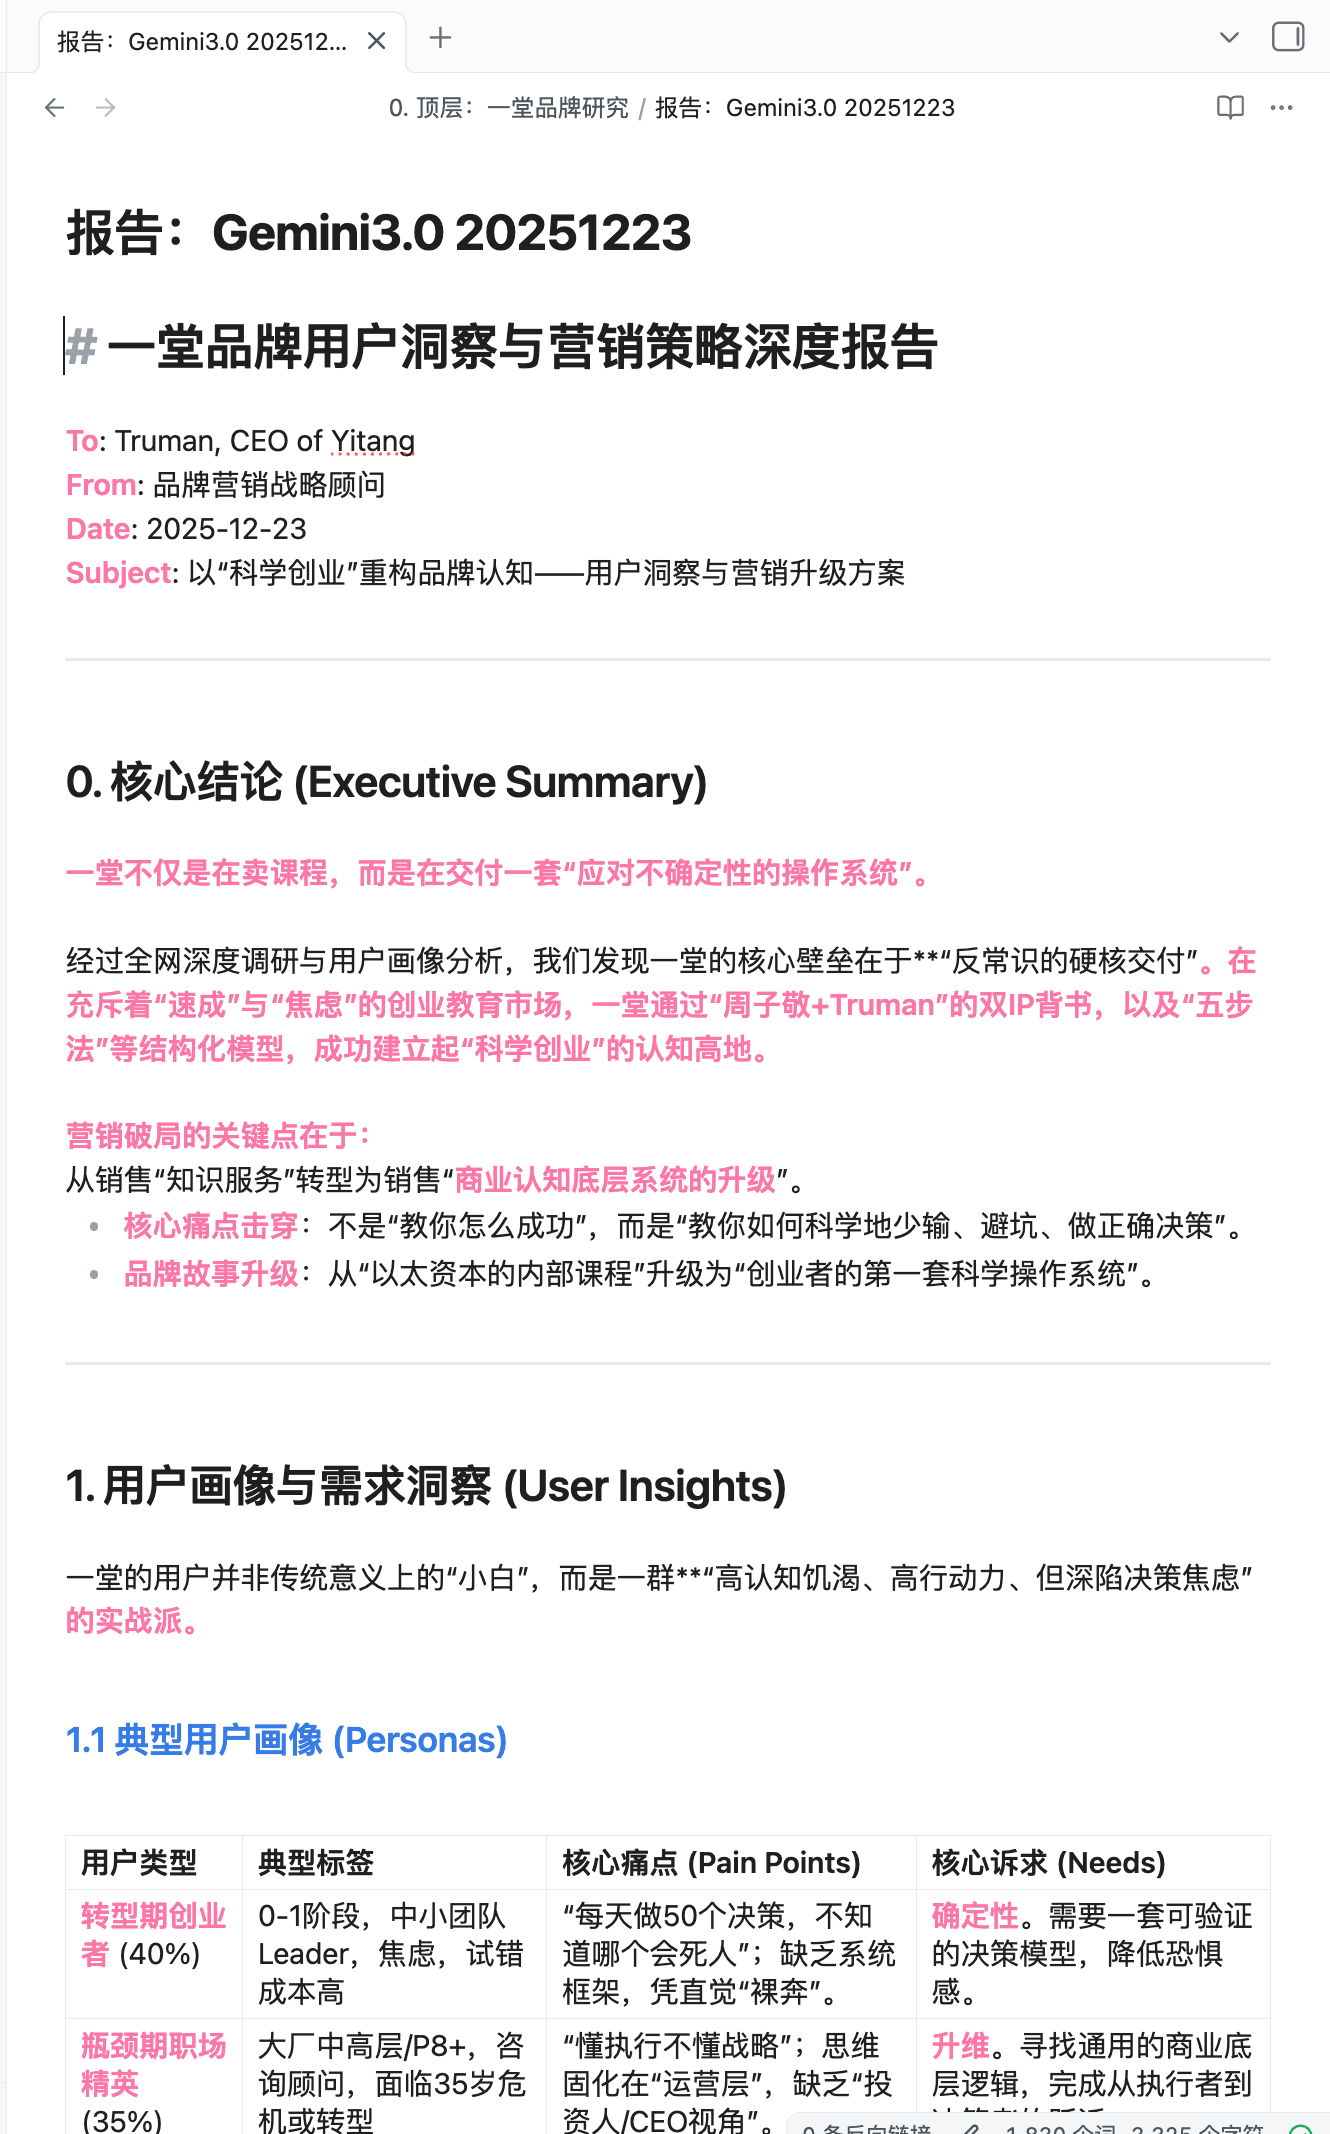 报告：Gemini3.0 202512...
0. 顶层：一堂品牌研究 / 报告：Gemini3.0 20251223
报告：Gemini3.0 20251223
# 一堂品牌用户洞察与营销策略深度报告
To: Truman, CEO of Yitang
From: 品牌营销战略顾问
Date: 2025-12-23
Subject: 以“科学创业”重构品牌认知——用户洞察与营销升级方案
0. 核心结论 (Executive Summary)
一堂不仅是在卖课程，而是在交付一套“应对不确定性的操作系统”。
经过全网深度调研与用户画像分析，我们发现一堂的核心壁垒在于**“反常识的硬核交付”。在
充斥着“速成”与“焦虑”的创业教育市场，一堂通过“周子敬+Truman”的双IP背书，以及“五步
法”等结构化模型，成功建立起“科学创业”的认知高地。
营销破局的关键点在于：
从销售“知识服务”转型为销售“商业认知底层系统的升级”。
• 核心痛点击穿：不是“教你怎么成功”，而是“教你如何科学地少输、避坑、做正确决策”。
• 品牌故事升级：从“以太资本的内部课程”升级为“创业者的第一套科学操作系统”。
1. 用户画像与需求洞察 (User Insights)
一堂的用户并非传统意义上的“小白”，而是一群**“高认知饥渴、高行动力、但深陷决策焦虑”
的实战派。
1.1 典型用户画像 (Personas)
用户类型 典型标签 核心痛点 (Pain Points) 核心诉求 (Needs)
转型期创业 0-1阶段，中小团队 “每天做50个决策，不知 确定性。需要一套可验证
者 (40%) Leader，焦虑，试错 道哪个会死人”；缺乏系统 的决策模型，降低恐惧
成本高 框架，凭直觉“裸奔”。 感。
瓶颈期职场 大厂中高层/P8+，咨 “懂执行不懂战略”；思维 升维。寻找通用的商业底
精英 询顾问，面临35岁危 固化在“运营层”，缺乏“投 层逻辑，完成从执行者到
(35%) 机或转型 资人/CEO视角”。
0 条反向链接 1,830 个词 3,325 个字符